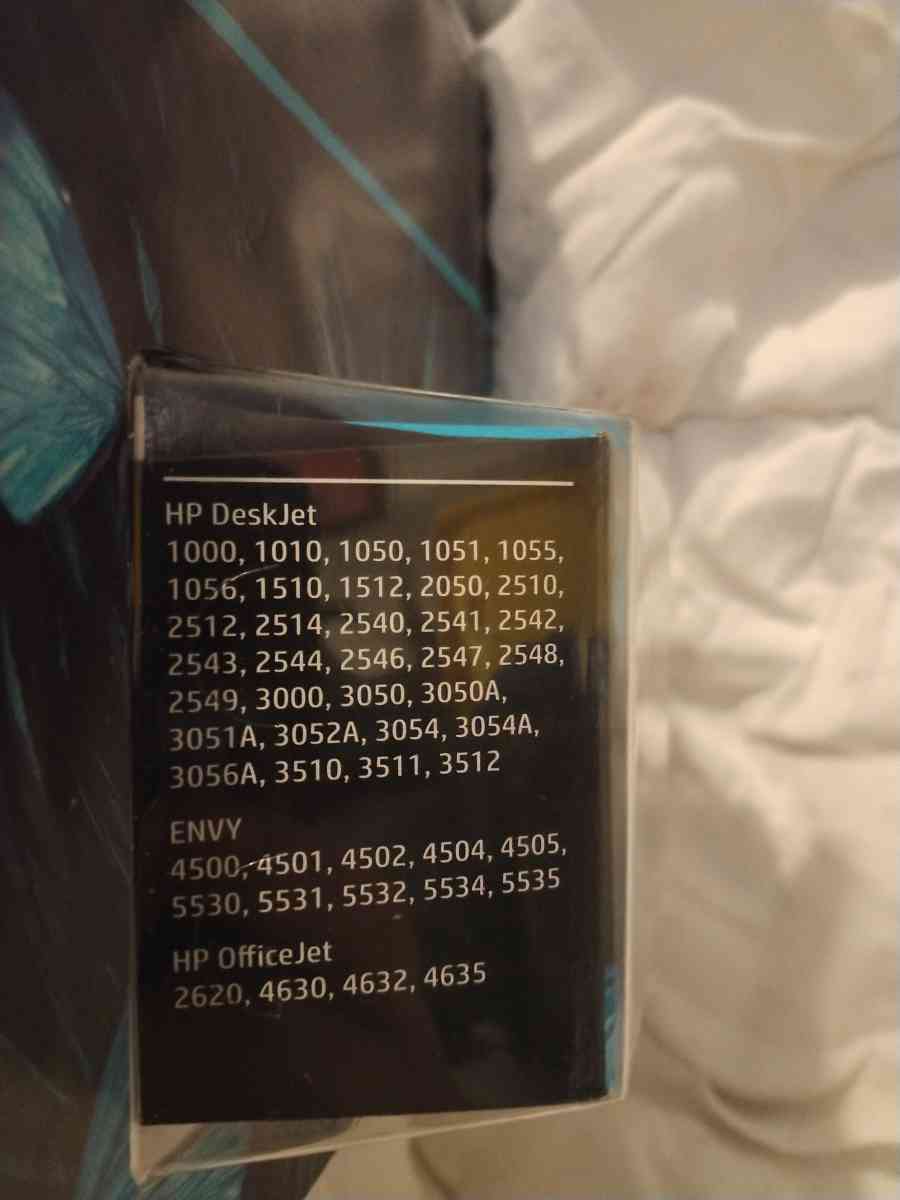 HP DeskJet
1000, 1010, 1050, 1051, 1055,
1056, 1510, 1512, 2050, 2510,
2512, 2514, 2540, 2541, 2542,
2543, 2544, 2546, 2547, 2548,
2549, 3000, 3050, 3050A,
3051A, 3052A, 3054, 3054A,
3056A, 3510, 3511, 3512
ENVY
4500, 4501, 4502, 4504, 4505,
5530, 5531, 5532, 5534, 5535
HP OfficeJet
2620, 4630, 4632, 4635